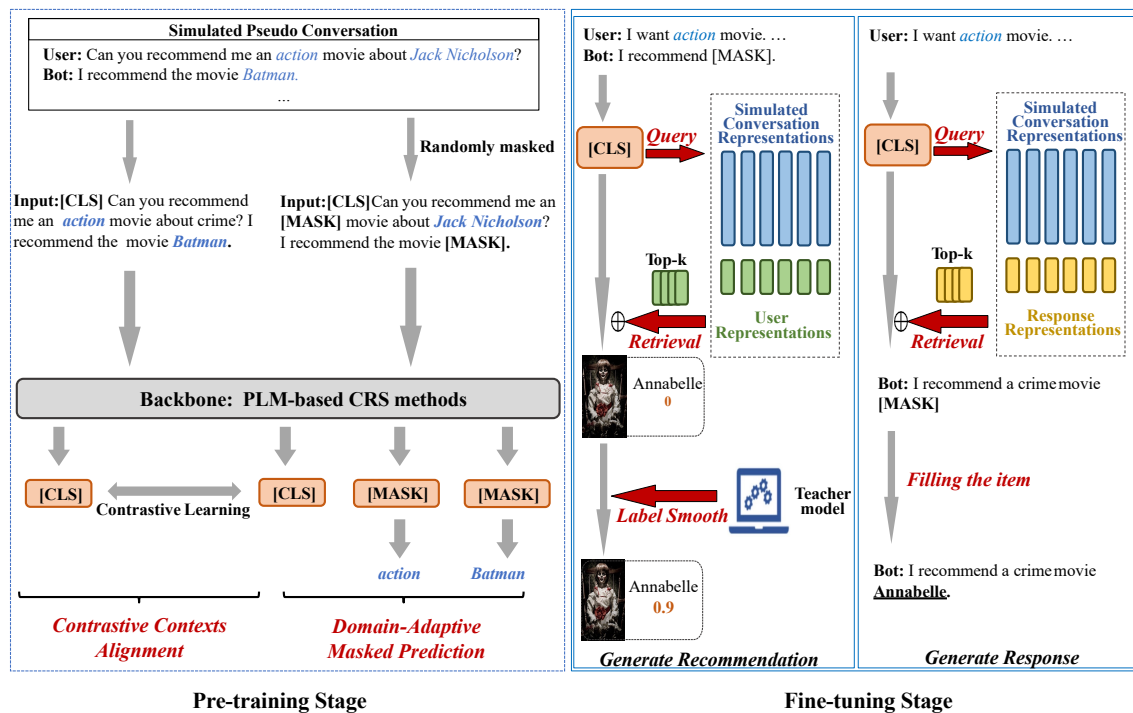 Simulated Pseudo Conversation
User: Can you recommend me an action movie about Jack Nicholson?
Bot: I recommend the movie Batman.
...
Randomly masked
Input:[CLS] Can you recommend
me an action movie about crime? I
recommend the movie Batman.
Input:[CLS]Can you recommend me an
[MASK] movie about Jack Nicholson?
I recommend the movie [MASK].
Backbone: PLM-based CRS methods
[CLS]
Contrastive Learning
[CLS]
[MASK]
[MASK]
action
Batman
Contrastive Contexts
Alignment
Domain-Adaptive
Masked Prediction
Pre-training Stage
User: I want action movie. …
Bot: I recommend [MASK].
[CLS]
Query
Simulated
Conversation
Representations
Top-k
User
Representations
Retrieval
Annabelle
0
Label Smooth
Teacher
model
Annabelle
0.9
Generate Recommendation
User: I want action movie. …
[CLS]
Query
Simulated
Conversation
Representations
Top-k
Response
Representations
Retrieval
Bot: I recommend a crime movie
[MASK]
Filling the item
Bot: I recommend a crime movie
Annabelle.
Generate Response
Fine-tuning Stage